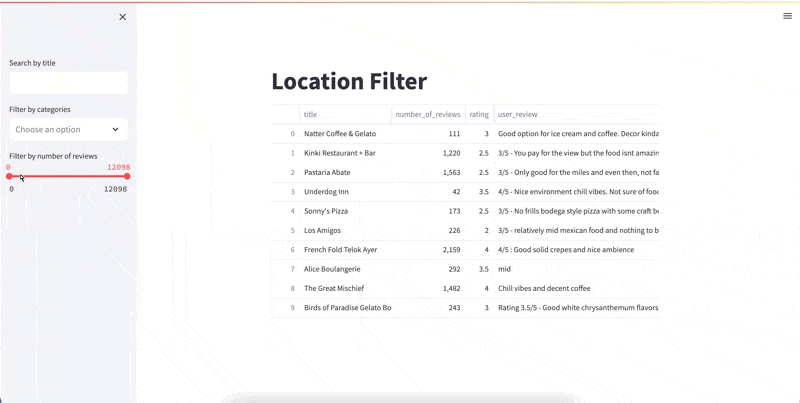 Search by title
Filter by categories
Choose an option
Filter by number of reviews
0 12098
0 12098
Location Filter
title number_of_reviews rating user_review
0 Natter Coffee & Gelato 111 3 Good option for ice cream and coffee. Decor kinda
1 Kinki Restaurant + Bar 1,220 2.5 3/5 - You pay for the view but the food isnt amazin
2 Pastaria Abate 1,563 2.5 3/5 - Only good for the miles and even then, not fa
3 Underdog Inn 42 3.5 4/5 - Nice environment chill vibes. Not sure of foo
4 Sonny's Pizza 173 2.5 3/5 - No frills bodega style pizza with some craft b
5 Los Amigos 226 2 3/5 - relatively mid mexican food and nothing to b
6 French Fold Telok Ayer 2,159 4 4/5 : Good solid crepes and nice ambience
7 Alice Boulangerie 292 3.5 mid
8 The Great Mischief 1,482 4 Chill vibes and decent coffee
9 Birds of Paradise Gelato Bo 243 3 Rating 3.5/5 - Good white chrysanthemum flavors